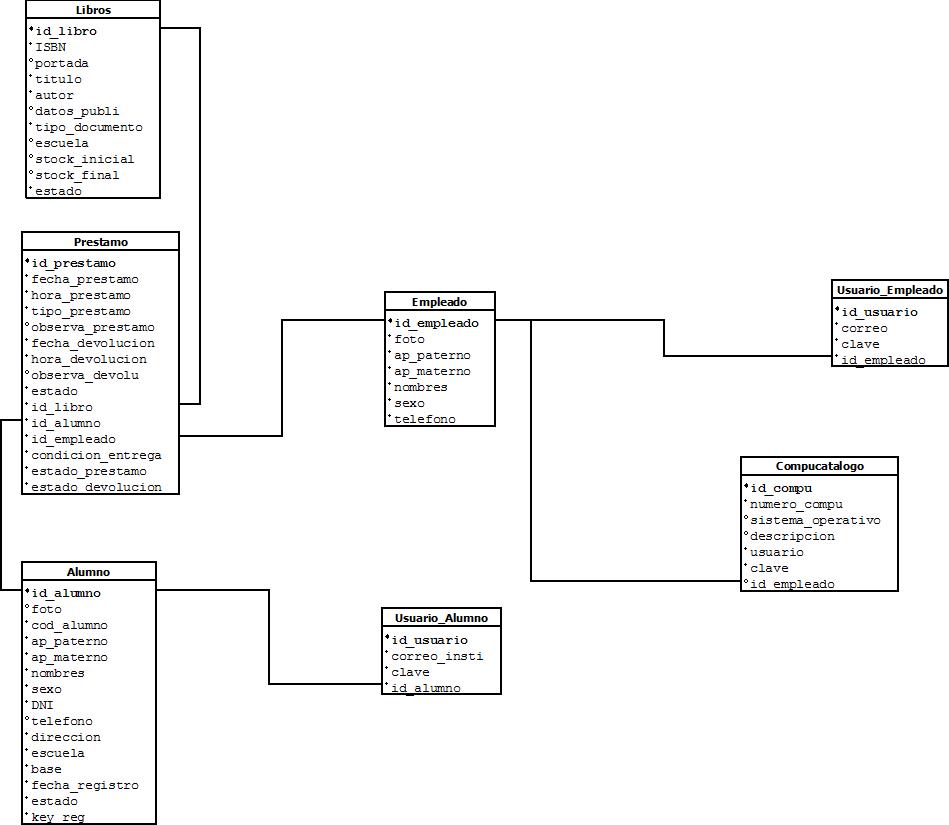 Libros
id_libro
ISBN
portada
titulo
autor
datos_publi
tipo_documento
escuela
stock_inicial
stock_final
estado
Prestamo
id_prestamo
fecha_prestamo
hora_prestamo
tipo_prestamo
observa_prestamo
fecha_devolucion
hora_devolucion
observa_devolu
estado
id_libro
id_alumno
id_empleado
condicion_entrega
estado_prestamo
estado_devolucion
Empleado
id_empleado
foto
ap_paterno
ap_materno
nombres
sexo
telefono
Usuario_Empleado
id_usuario
correo
clave
id_empleado
Compucatalogo
id_compu
numero_compu
sistema_operativo
descripcion
usuario
clave
id_empleado
Alumno
id_alumno
foto
cod_alumno
ap_paterno
ap_materno
nombres
sexo
DNI
telefono
direccion
escuela
base
fecha_registro
estado
key_reg
Usuario_Alumno
id_usuario
correo_insti
clave
id_alumno